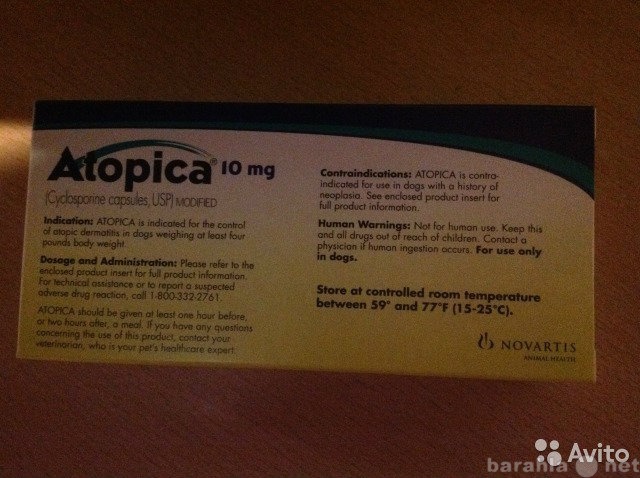 Atopica® 10 mg
(Cyclosporine capsules, USP) MODIFIED
Indication: ATOPICA is indicated for the control
of atopic dermatitis in dogs weighing at least four
pounds body weight.
Dosage and Administration: Please refer to the
enclosed product insert for full product information.
For technical assistance or to report a suspected
adverse drug reaction, call 1-800-332-2761.
ATOPICA should be given at least one hour before,
or two hours after, a meal. If you have any questions
concerning the use of this product, contact your
veterinarian, who is your pet's healthcare expert.
Contraindications: ATOPICA is contra-
indicated for use in dogs with a history of
neoplasia. See enclosed product insert for
full product information.
Human Warnings: Not for human use. Keep this
and all drugs out of reach of children. Contact a
physician if human ingestion occurs. For use only
in dogs.
Store at controlled room temperature
between 59° and 77°F (15-25°C).
NOVARTIS
ANIMAL HEALTH
Avito
barahla.net